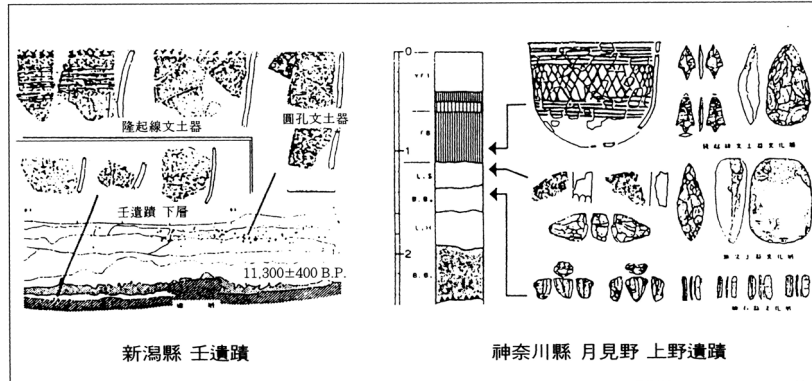 隆起線文土器
圓孔文土器
壬遺蹟 下層
11,300±400 B.P.
新潟縣 壬遺蹟
0
1
L.S
B.B.
L.H
2
B.B.
神奈川縣 月見野 上野遺蹟